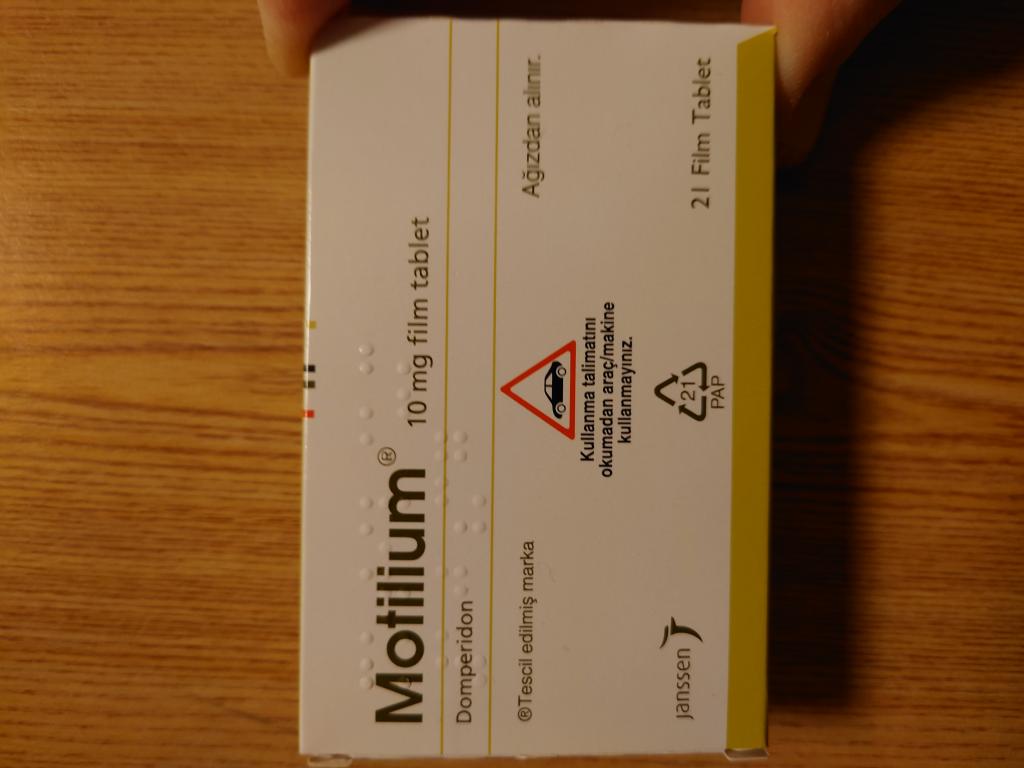 Motilium® 10 mg film tablet
Domperidon
®Tescil edilmiş marka
Ağızdan alınır.
Kullanma talimatını
okumadan araç/makine
kullanmayınız.
21
PAP
janssen
21 Film Tablet